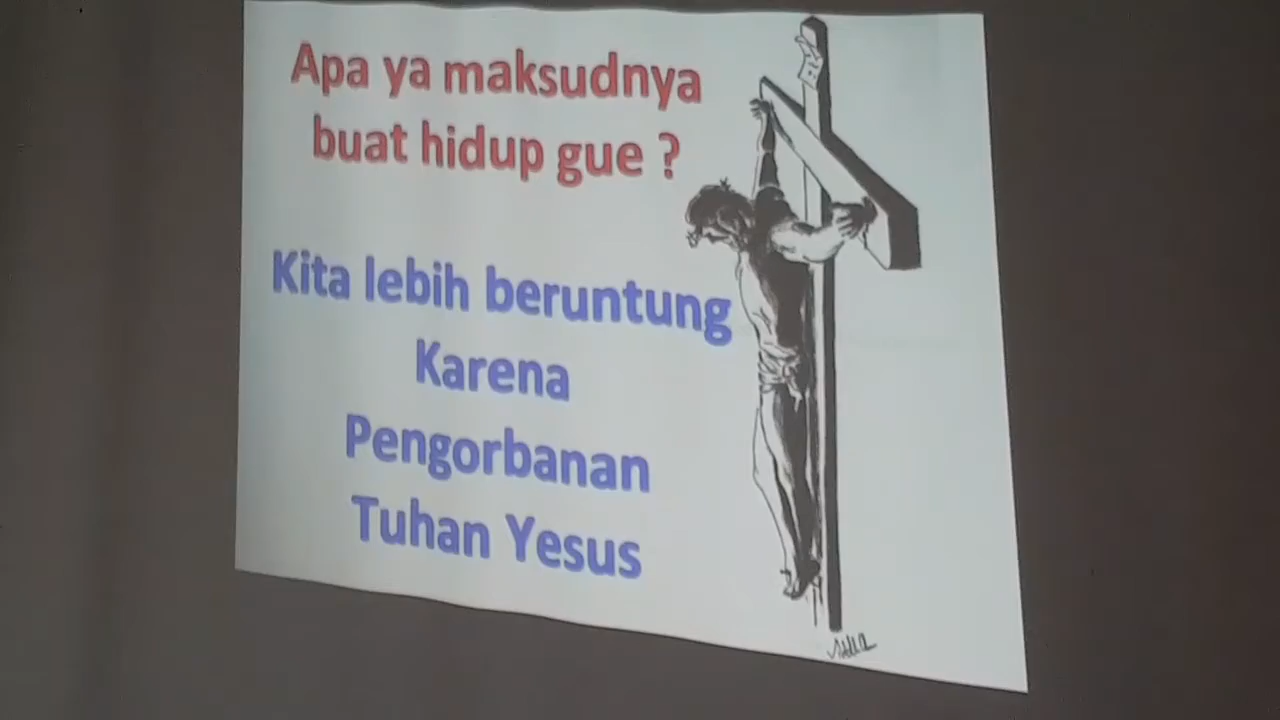 Apa ya maksudnya
buat hidup gue ?
Kita lebih beruntung
Karena
Pengorbanan
Tuhan Yesus